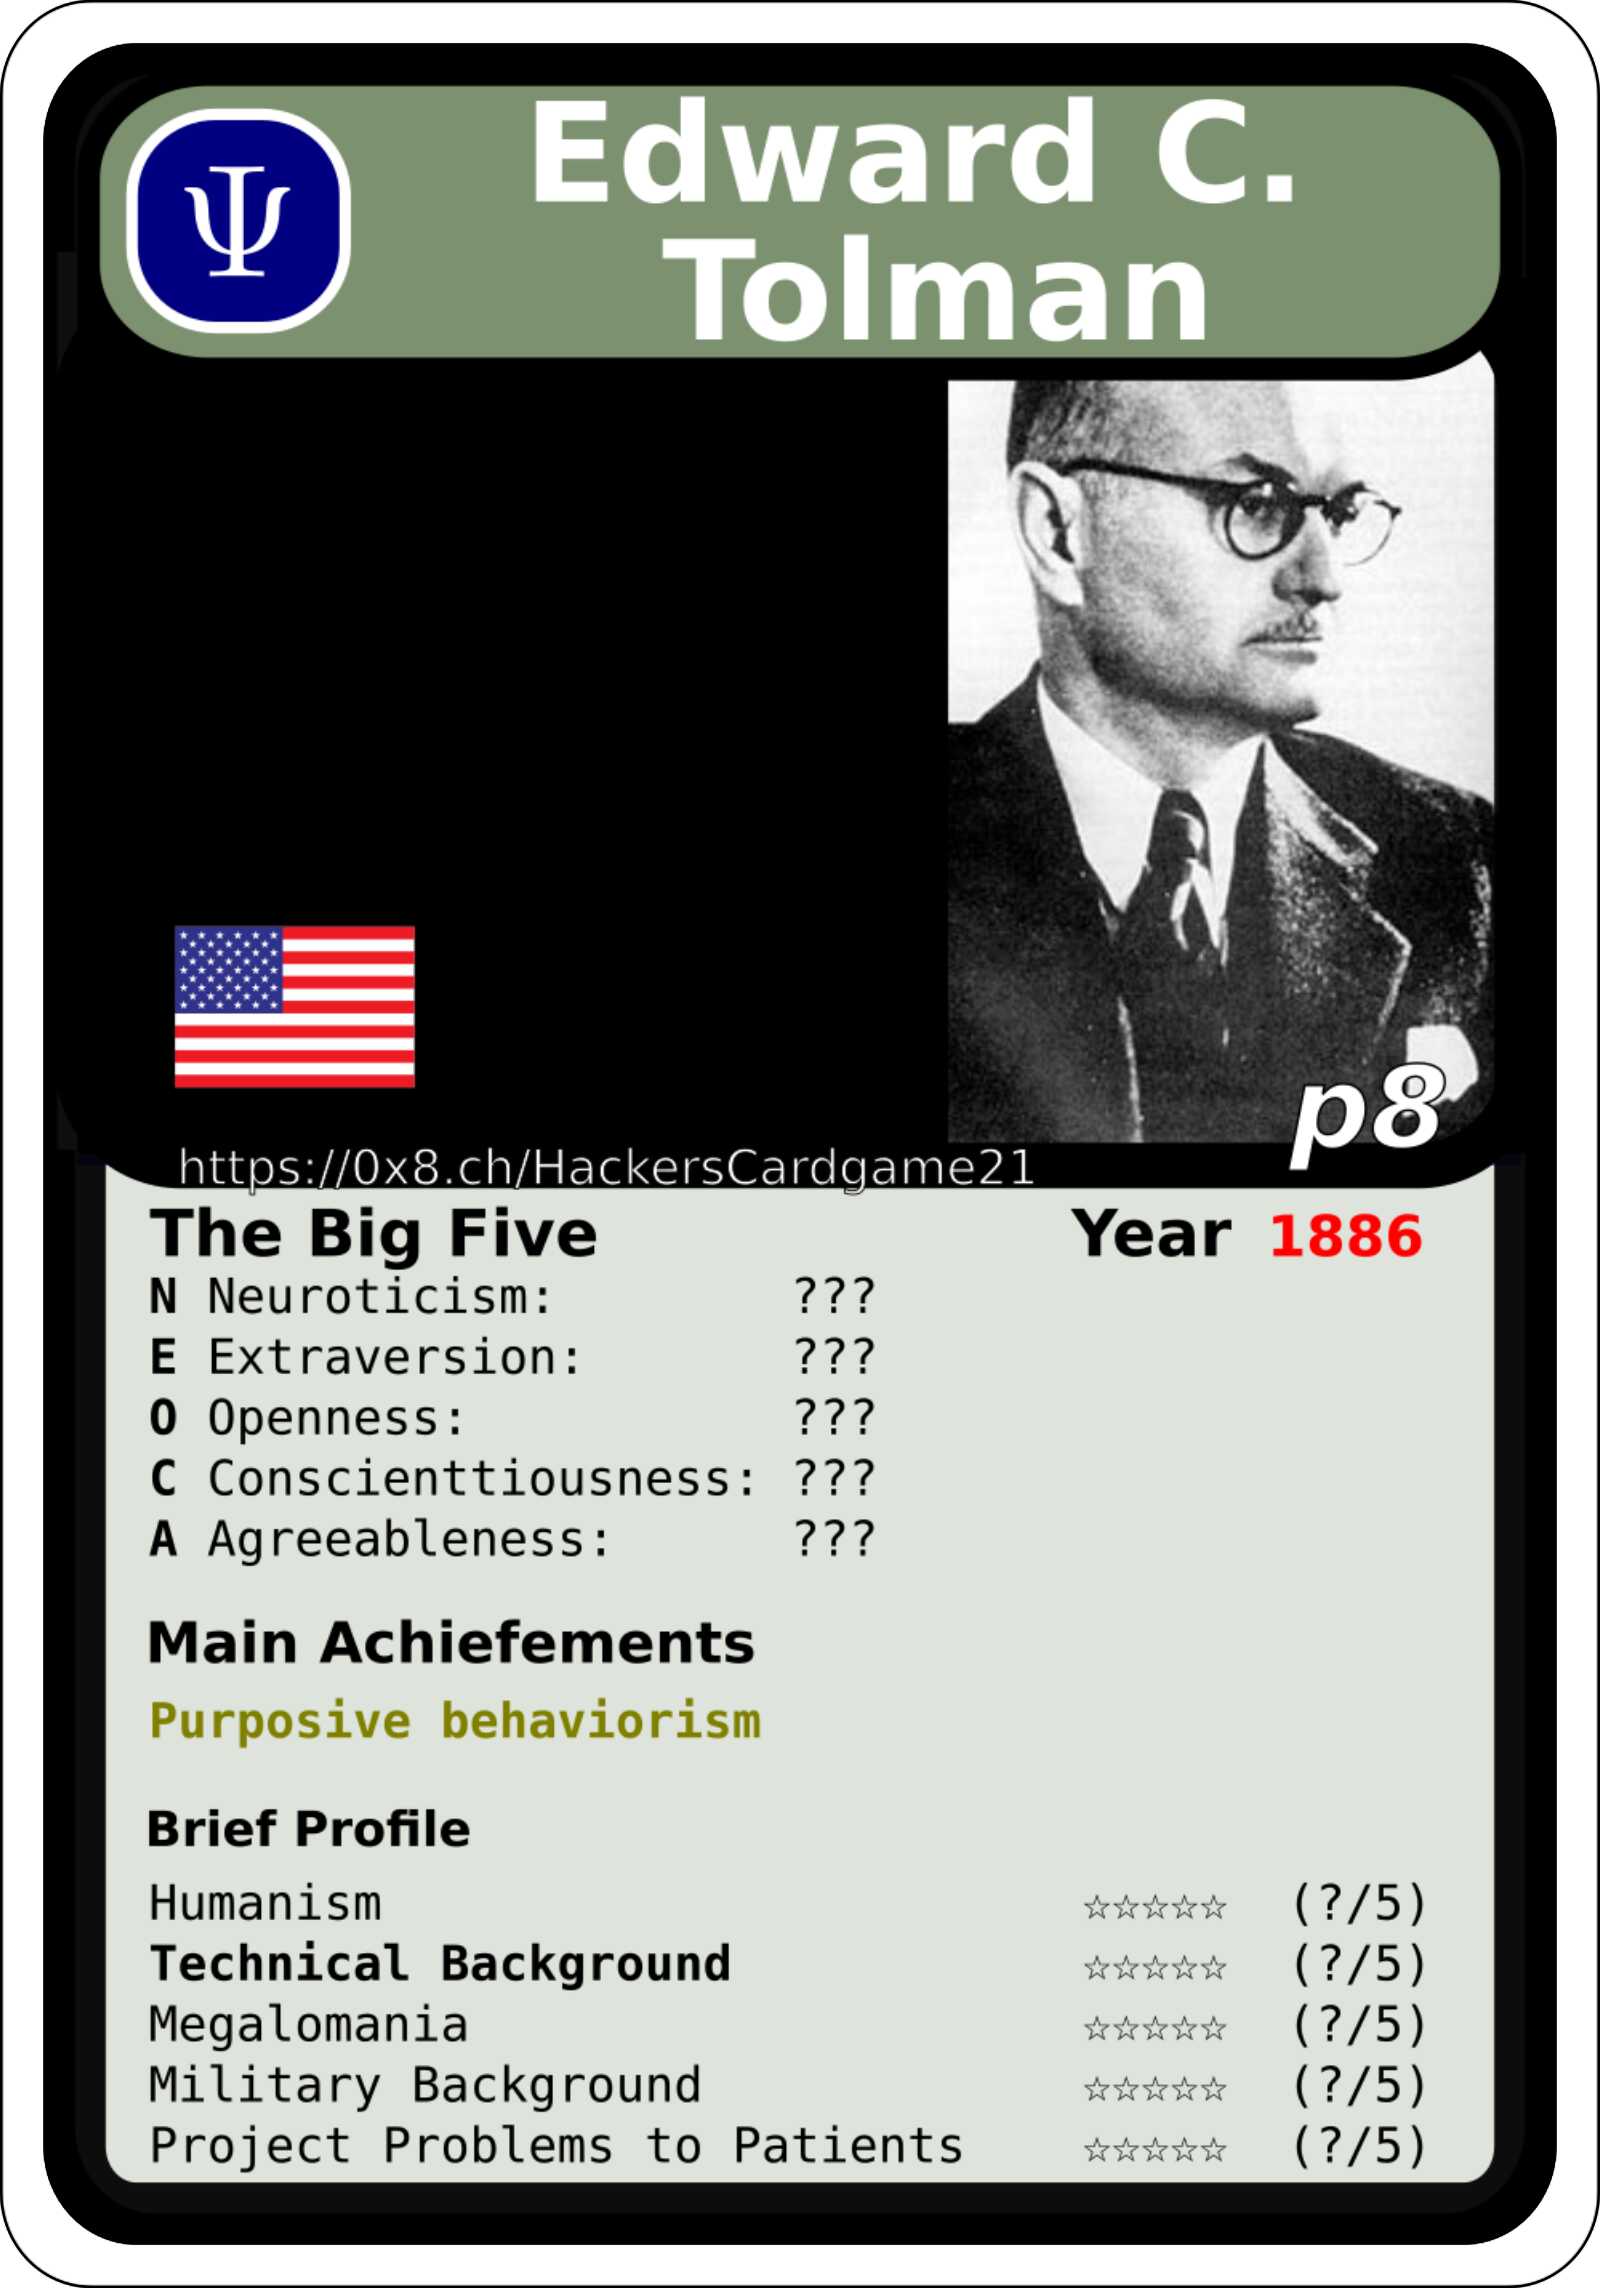 Ψ
Edward C.
Tolman
p8
https://0x8.ch/HackersCardgame21
The Big Five Year 1886
N Neuroticism: ???
E Extraversion: ???
O Openness: ???
C Conscienttiousness: ???
A Agreeableness: ???
Main Achiefements
Purposive behaviorism
Brief Profile
Humanism ☆☆☆☆☆ (?/5)
Technical Background ☆☆☆☆☆ (?/5)
Megalomania ☆☆☆☆☆ (?/5)
Military Background ☆☆☆☆☆ (?/5)
Project Problems to Patients ☆☆☆☆☆ (?/5)